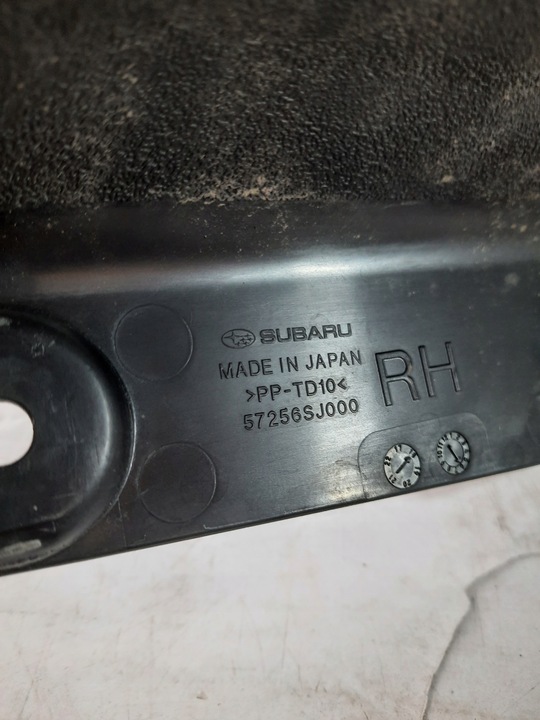 SUBARU
MADE IN JAPAN
>PP-TD10<
57256SJ000
RH